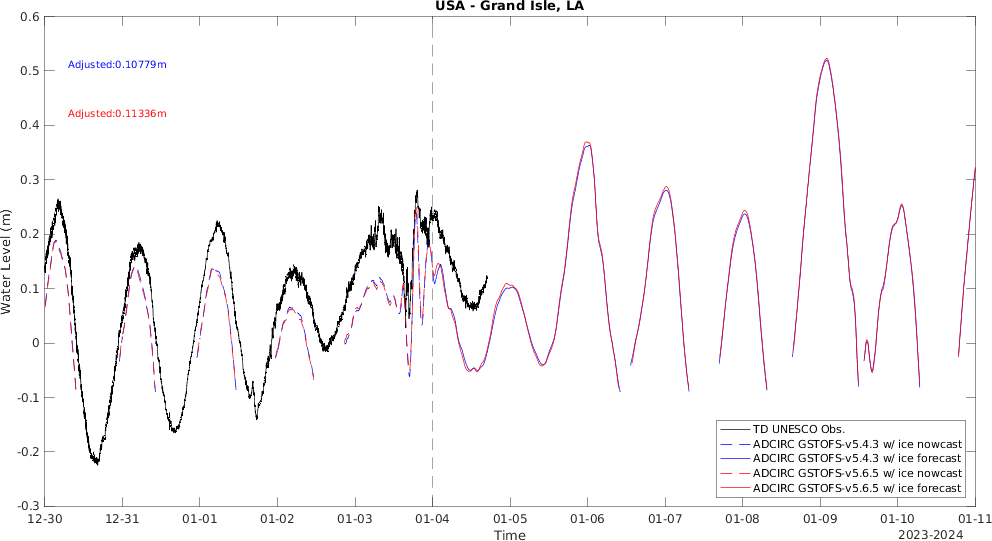 USA - Grand Isle, LA
0.6
0.5
0.4
0.3
0.2
0.1
0
-0.1
-0.2
-0.3
Water Level (m)
Adjusted:0.10779m
Adjusted:0.11336m
TD UNESCO Obs.
ADCIRC GSTOFS-v5.4.3 w/ ice nowcast
ADCIRC GSTOFS-v5.4.3 w/ ice forecast
ADCIRC GSTOFS-v5.6.5 w/ ice nowcast
ADCIRC GSTOFS-v5.6.5 w/ ice forecast
12-30 12-31 01-01 01-02 01-03 01-04 01-05 01-06 01-07 01-08 01-09 01-10 01-11
Time
2023-2024